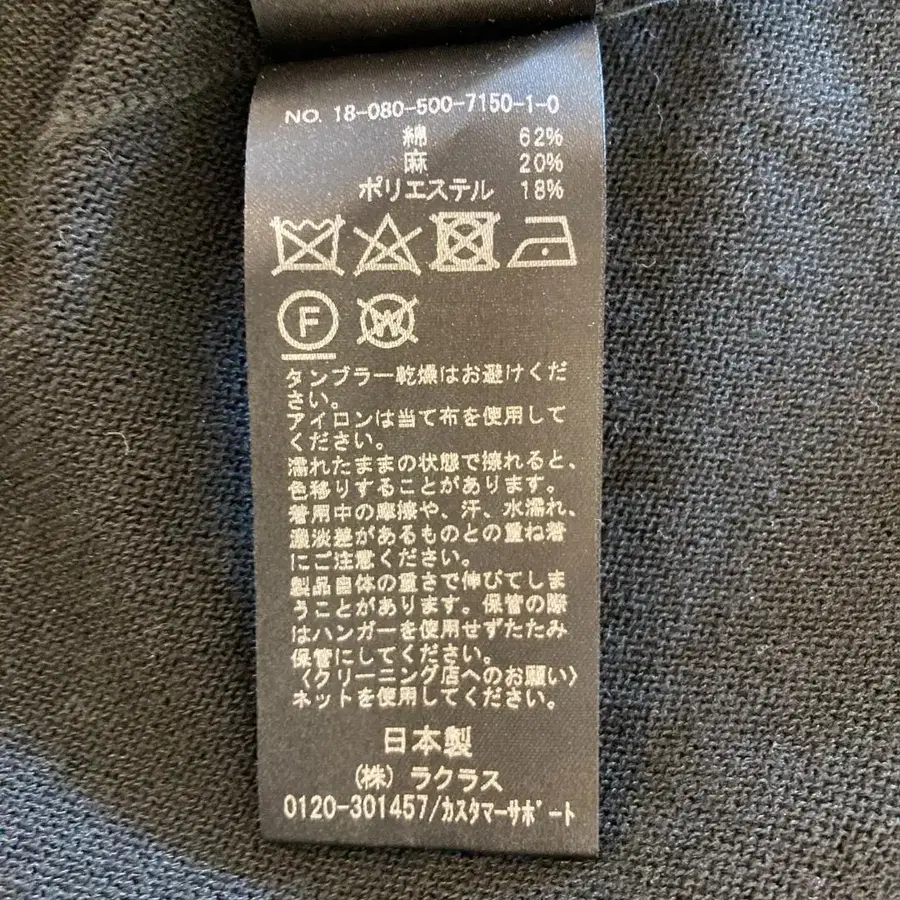 NO. 18-080-500-7150-1-0
綿 62%
麻 20%
ポリエステル 18%
F
W
タンブラー乾燥はお避けくだ
さい。
アイロンは当て布を使用して
ください。
濡れたままの状態で擦れると、
色移りすることがあります。
着用中の摩擦や、汗、水濡れ、
濃淡差があるものとの重ね着
にご注意ください。
製品自体の重さで伸びてしま
うことがあります。保管の際
はハンガーを使用せずたたみ
保管にしてください。
〈クリーニング店へのお願い〉
ネットを使用してください。
日本製
(株) ラクラス
0120-301457/カスタマーサポート